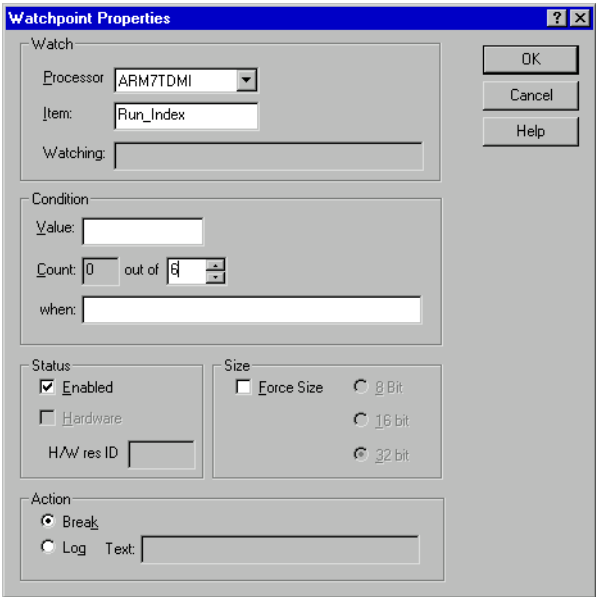 Watchpoint Properties
Watch
Processor ARM7TDMI
Item: Run_Index
Watching:
OK
Cancel
Help
Condition
Value:
Count: 0 out of 6
when:
Status
Enabled
Hardware
H/W res ID
Size
Force Size
8 Bit
16 bit
32 bit
Action
Break
Log Text: